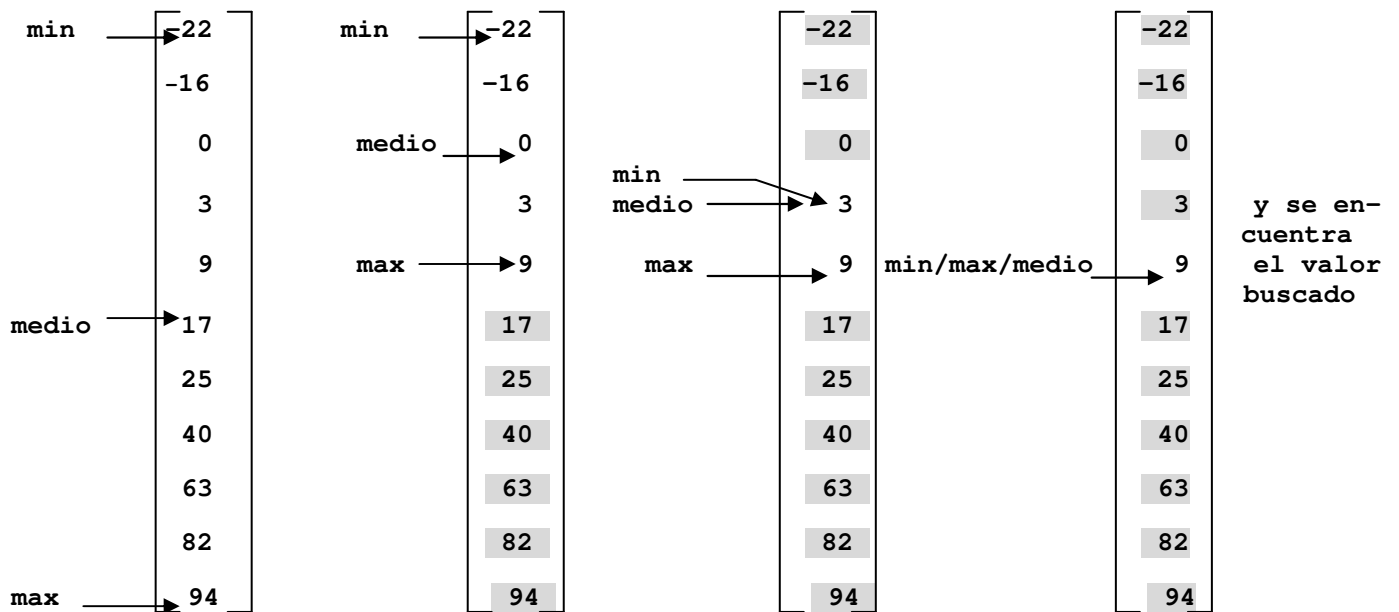 min -22 min -22 -22 -22
-16 -16 -16 -16
0 medio 0 0 0
min
3 3 medio 3 3 y se en-
cuentra
9 max 9 max 9 min/max/medio 9 el valor
buscado
medio 17 17 17 17
25 25 25 25
40 40 40 40
63 63 63 63
82 82 82 82
max 94 94 94 94